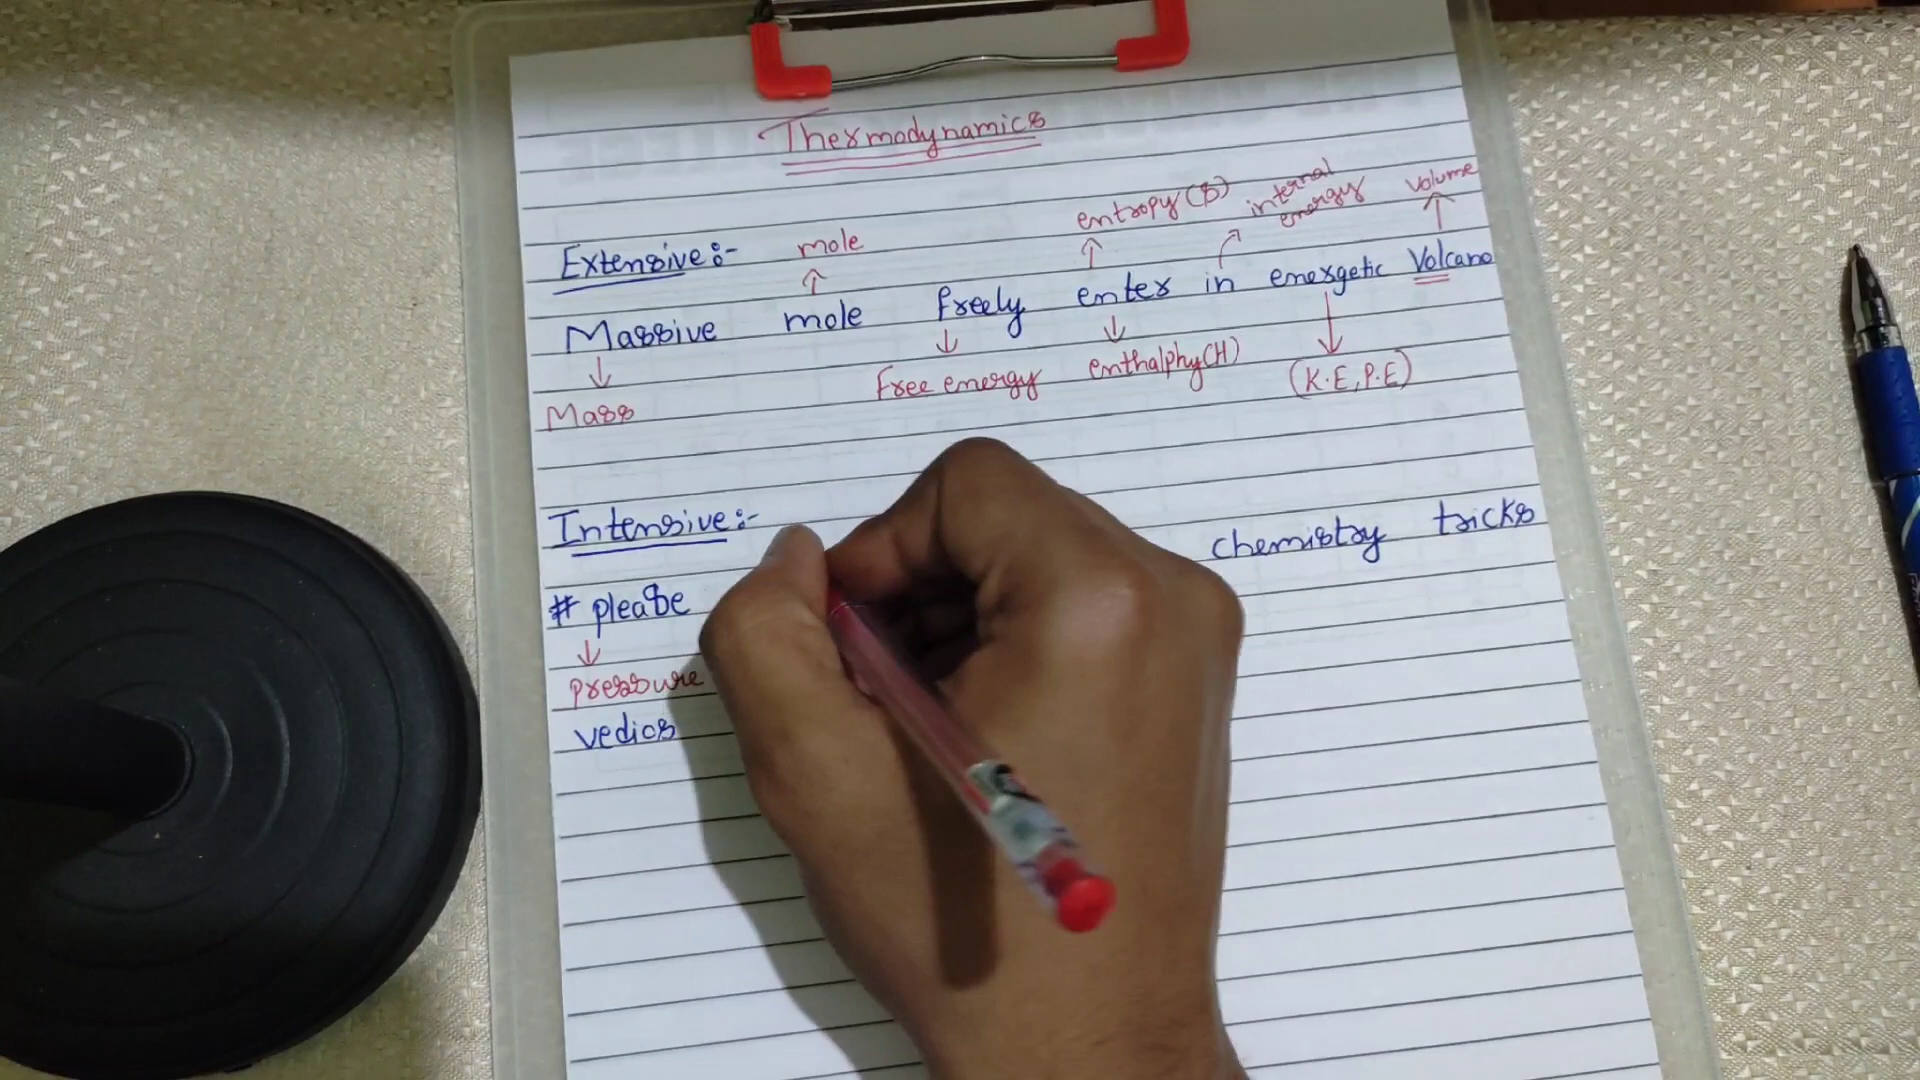 Thermodynamics
entropy (S) internal energy Volume
Extensive:- mole
Massive mole freely enter in energetic Volcano
Mass Free energy enthalphy(H) (K.E, P.E)
Intensive:- chemistry tricks
# please
pressure
vedios